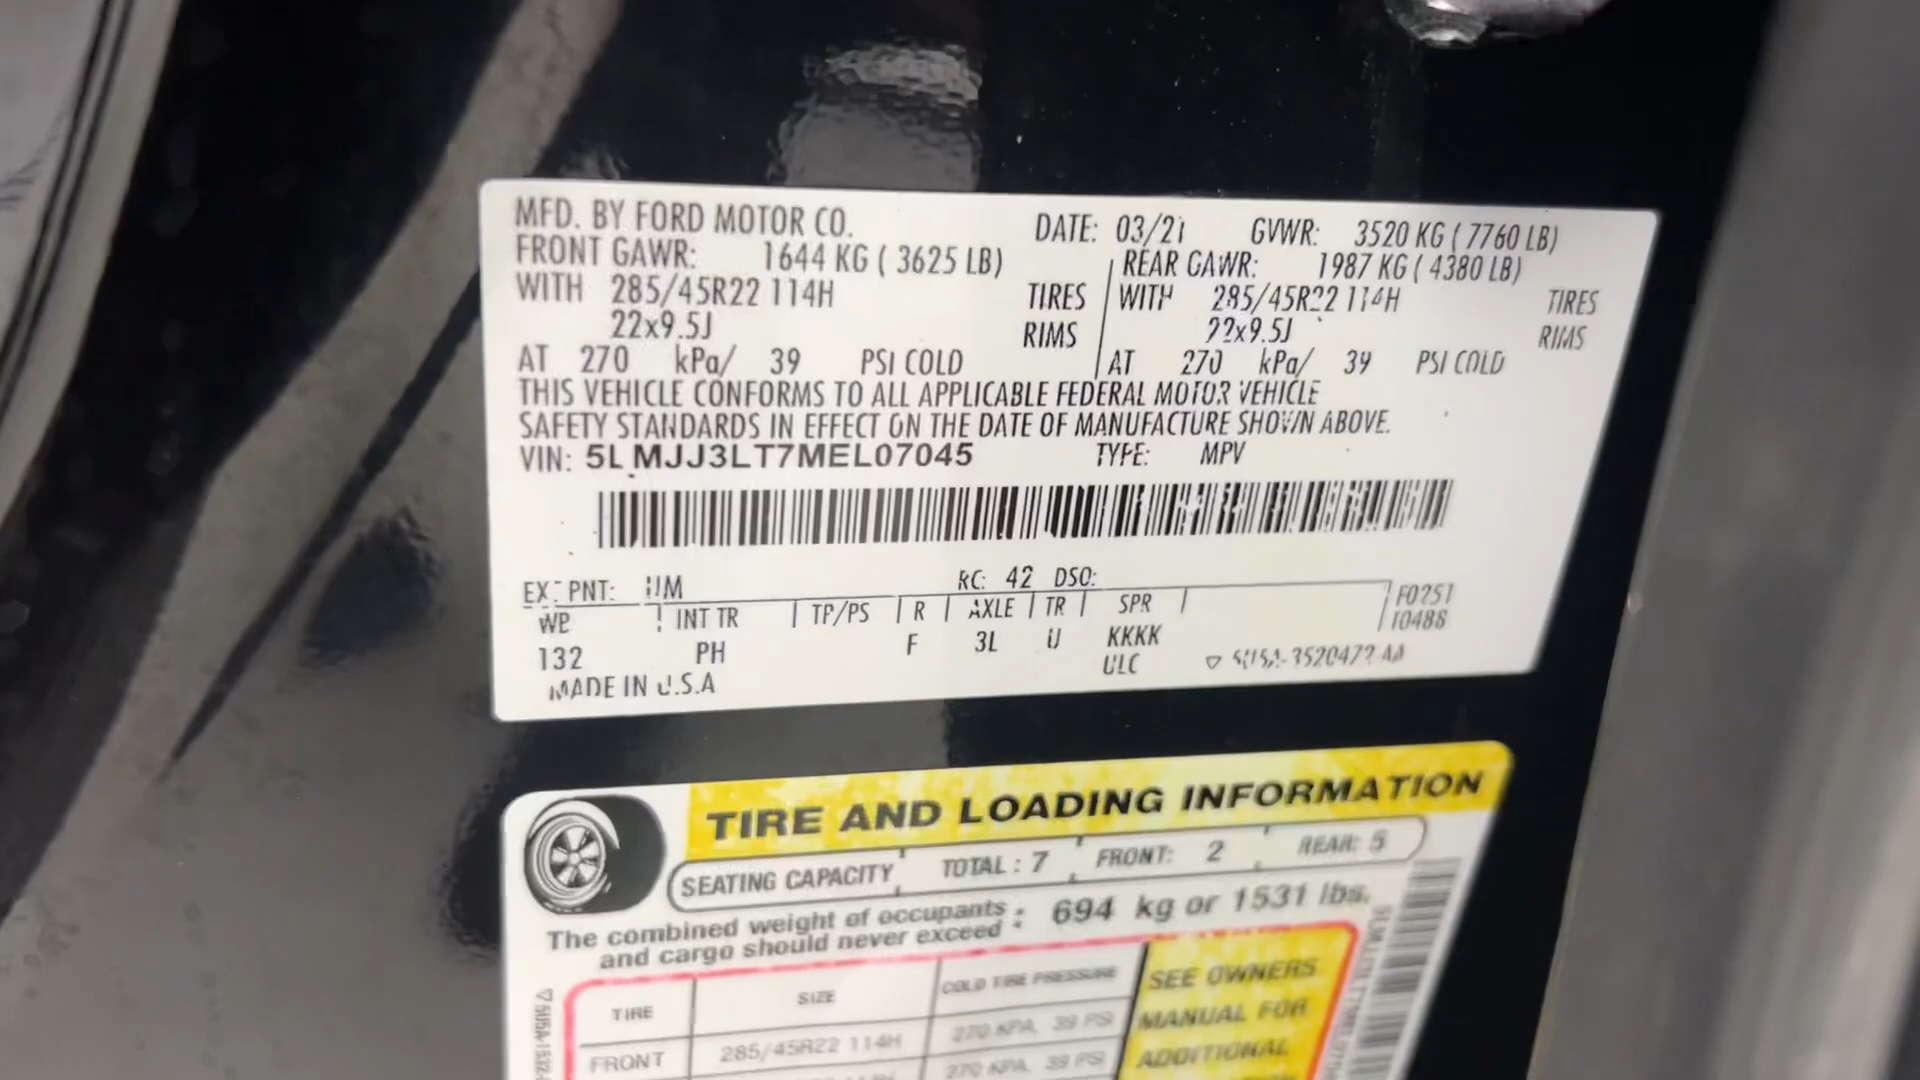 MFD. BY FORD MOTOR CO. DATE: 03/21 GVWR: 3520 KG ( 7760 LB)
FRONT GAWR: 1644 KG ( 3625 LB) REAR GAWR: 1987 KG ( 4380 LB)
WITH 285/45R22 114H TIRES WITH 285/45R22 114H TIRES
22x9.5J RIMS 22x9.5J RIMS
AT 270 kPa/ 39 PSI COLD AT 270 kPa/ 39 PSI COLD
THIS VEHICLE CONFORMS TO ALL APPLICABLE FEDERAL MOTOR VEHICLE
SAFETY STANDARDS IN EFFECT ON THE DATE OF MANUFACTURE SHOWN ABOVE.
VIN: 5LMJJ3LT7MEL07045 TYPE: MPV
EXT PNT: UM RC: 42 DSO:
WB INT TR TP/PS R AXLE TR SPR
132 PH F 3L U KKKK
ULC
MADE IN U.S.A
TIRE AND LOADING INFORMATION
SEATING CAPACITY TOTAL : 7 FRONT: 2 REAR: 5
The combined weight of occupants : 694 kg or 1531 lbs.
and cargo should never exceed
TIRE SIZE COLD TIRE PRESSURE SEE OWNERS
FRONT 285/45R22 114H 270 KPA, 39 PSI MANUAL FOR
270 KPA, 39 PSI ADDITIONAL